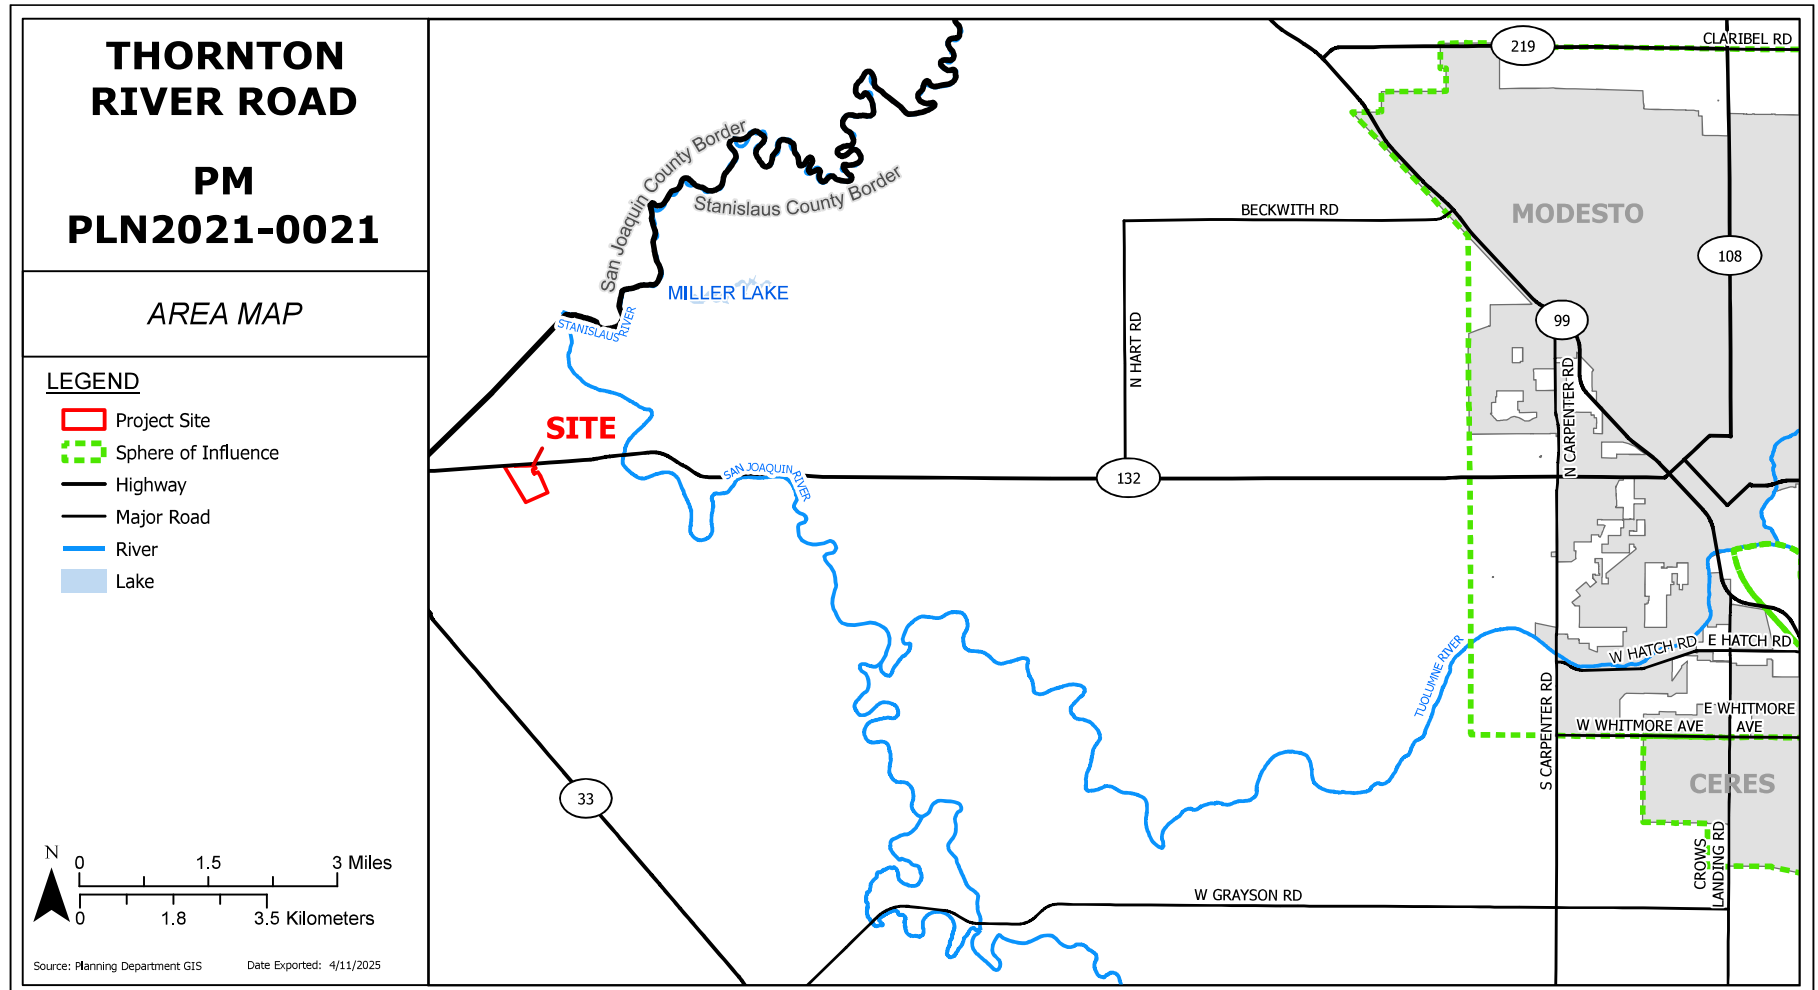 THORNTON
RIVER ROAD
PM
PLN2021-0021
AREA MAP
LEGEND
Project Site
Sphere of Influence
Highway
Major Road
River
Lake
N
0
1.5
3 Miles
0
1.8
3.5 Kilometers
Source: Planning Department GIS
Date Exported: 4/11/2025
219
CLARIBEL RD
San Joaquin County Border
Stanislaus County Border
BECKWITH RD
MODESTO
108
MILLER LAKE
STANISLAUS RIVER
99
N HART RD
N CARPENTER RD
SITE
SAN JOAQUIN RIVER
132
TUOLUMNE RIVER
W HATCH RD
E HATCH RD
S CARPENTER RD
W WHITMORE AVE
E WHITMORE
AVE
33
CERES
CROWS
LANDING RD
W GRAYSON RD